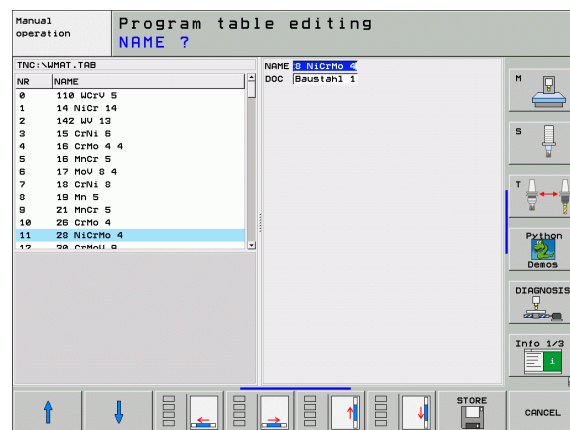 Manual
operation
Program table editing
NAME ?
TNC:\WMAT.TAB
NR NAME
0 110 WCrV 5
1 14 NiCr 14
2 142 WV 13
3 15 CrNi 6
4 16 CrMo 4 4
5 16 MnCr 5
6 17 MoV 8 4
7 18 CrNi 8
8 19 Mn 5
9 21 MnCr 5
10 26 CrMo 4
11 28 NiCrMo 4
12 30 CrMoV 9
NAME 8 NiCrMo 4
DOC Baustahl 1
M
S
T
Python
Demos
DIAGNOSIS
Info 1/3
i
STORE
CANCEL